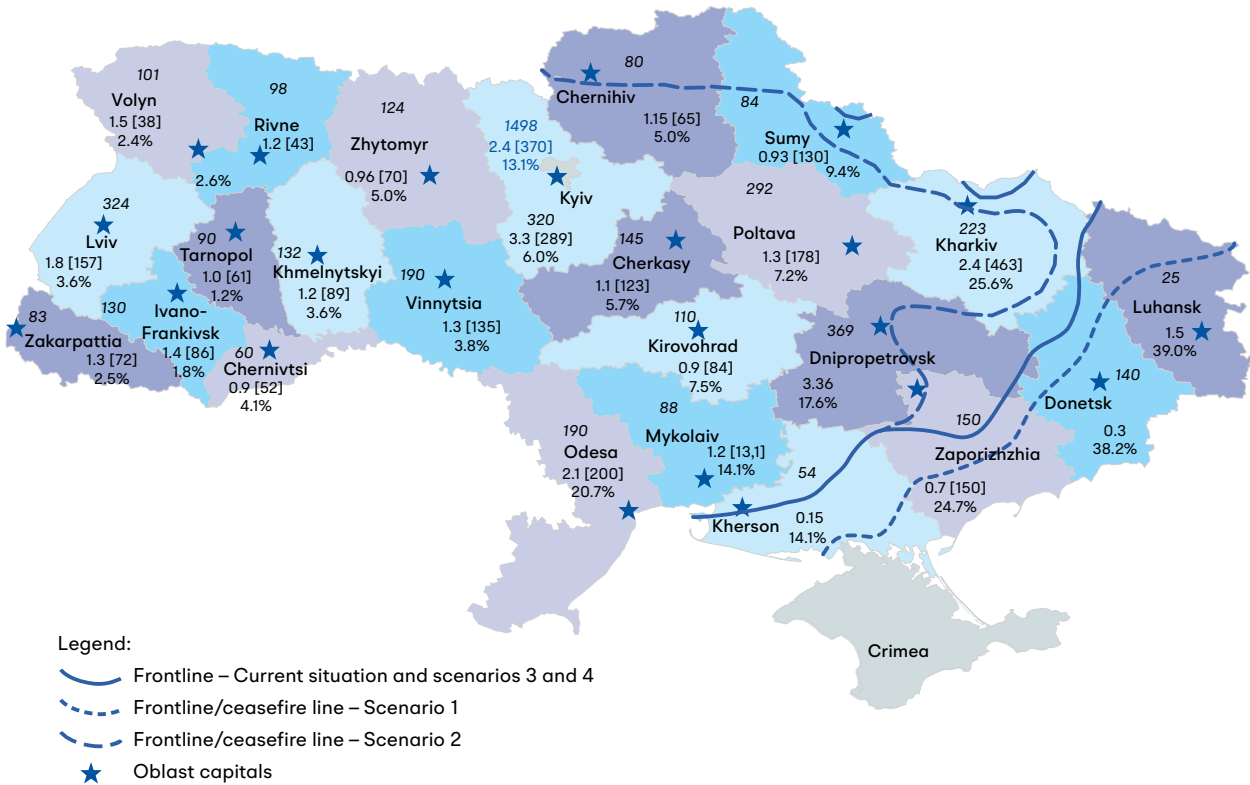 101
Volyn
1.5 [38]
2.4%
98
Rivne
1.2 [43]
2.6%
124
Zhytomyr
0.96 [70]
5.0%
1498
2.4 [370]
13.1%
Kyiv
320
3.3 [289]
6.0%
80
Chernihiv
1.15 [65]
5.0%
84
Sumy
0.93 [130]
9.4%
324
Lviv
1.8 [157]
3.6%
90
Tarnopol
1.0 [61]
1.2%
132
Khmelnytskyi
1.2 [89]
3.6%
190
Vinnytsia
1.3 [135]
3.8%
145
Cherkasy
1.1 [123]
5.7%
292
Poltava
1.3 [178]
7.2%
223
Kharkiv
2.4 [463]
25.6%
25
Luhansk
1.5
39.0%
83
Zakarpattia
1.3 [72]
2,5%
130
Ivano-
Frankivsk
1.4 [86]
1.8%
60
Chernivtsi
0.9 [52]
4.1%
110
Kirovohrad
0.9 [84]
7.5%
369
Dnipropetrovsk
3.36
17.6%
140
Donetsk
0.3
38.2%
190
Odesa
2.1 [200]
20.7%
88
Mykolaiv
1.2 [13,1]
14.1%
54
Kherson
0.15
14.1%
150
Zaporizhzhia
0.7 [150]
24.7%
Crimea
Legend:
Frontline – Current situation and scenarios 3 and 4
Frontline/ceasefire line – Scenario 1
Frontline/ceasefire line – Scenario 2
Oblast capitals